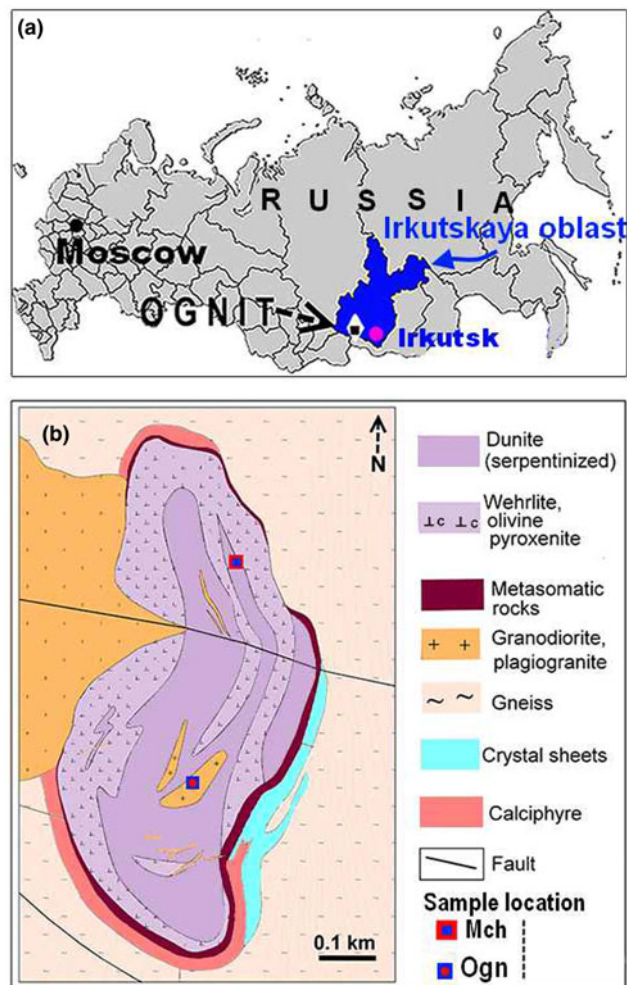 (a)
RUSSIA
Irkutskaya oblast
Moscow
OGNIT
Irkutsk
(b)
N
0.1 km
Dunite
(serpentinized)
c c
Wehrlite,
olivine
pyroxenite
Metasomatic
rocks
+ +
Granodiorite,
plagiogranite
~ ~
Gneiss
Crystal sheets
Calciphyre
Fault
Sample location
Mch
Ogn